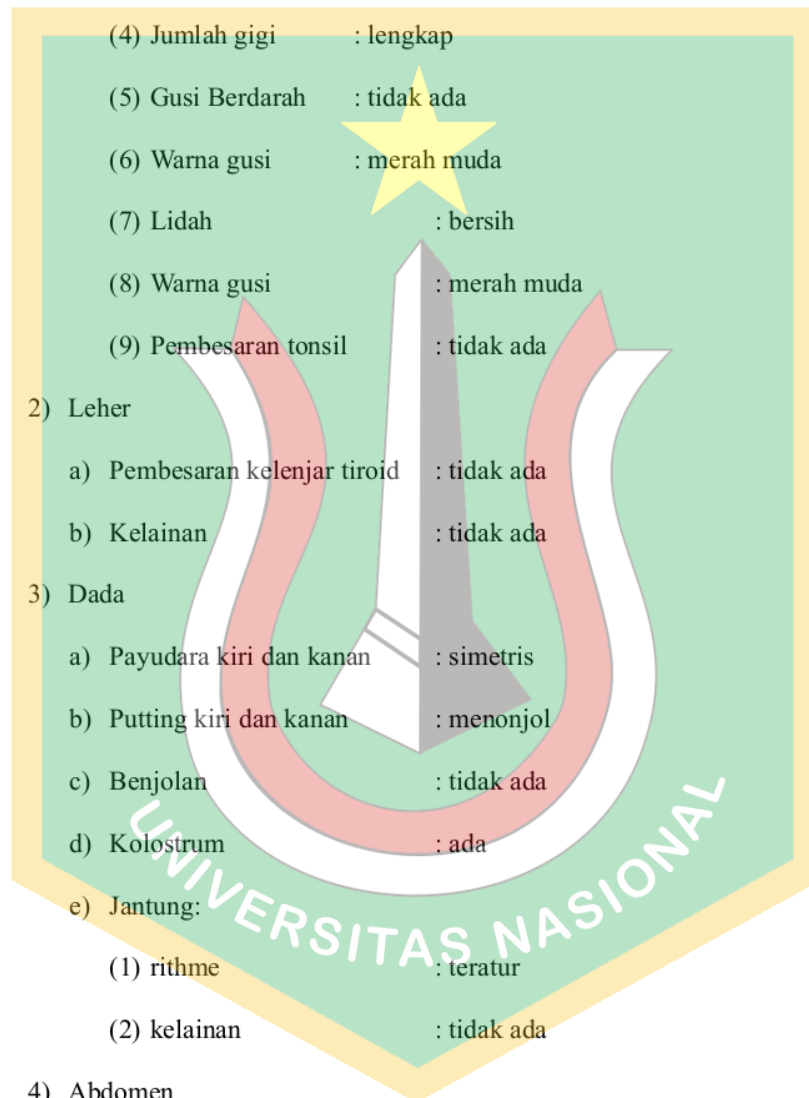 (4) Jumlah gigi : lengkap
(5) Gusi Berdarah : tidak ada
(6) Warna gusi : merah muda
(7) Lidah : bersih
(8) Warna gusi : merah muda
(9) Pembesaran tonsil : tidak ada
2) Leher
a) Pembesaran kelenjar tiroid : tidak ada
b) Kelainan : tidak ada
3) Dada
a) Payudara kiri dan kanan : simetris
b) Putting kiri dan kanan : menonjol
c) Benjolan : tidak ada
d) Kolostrum : ada
e) Jantung:
(1) rithme : teratur
(2) kelainan : tidak ada
4) Abdomen
UNIVERSITAS NASIONAL